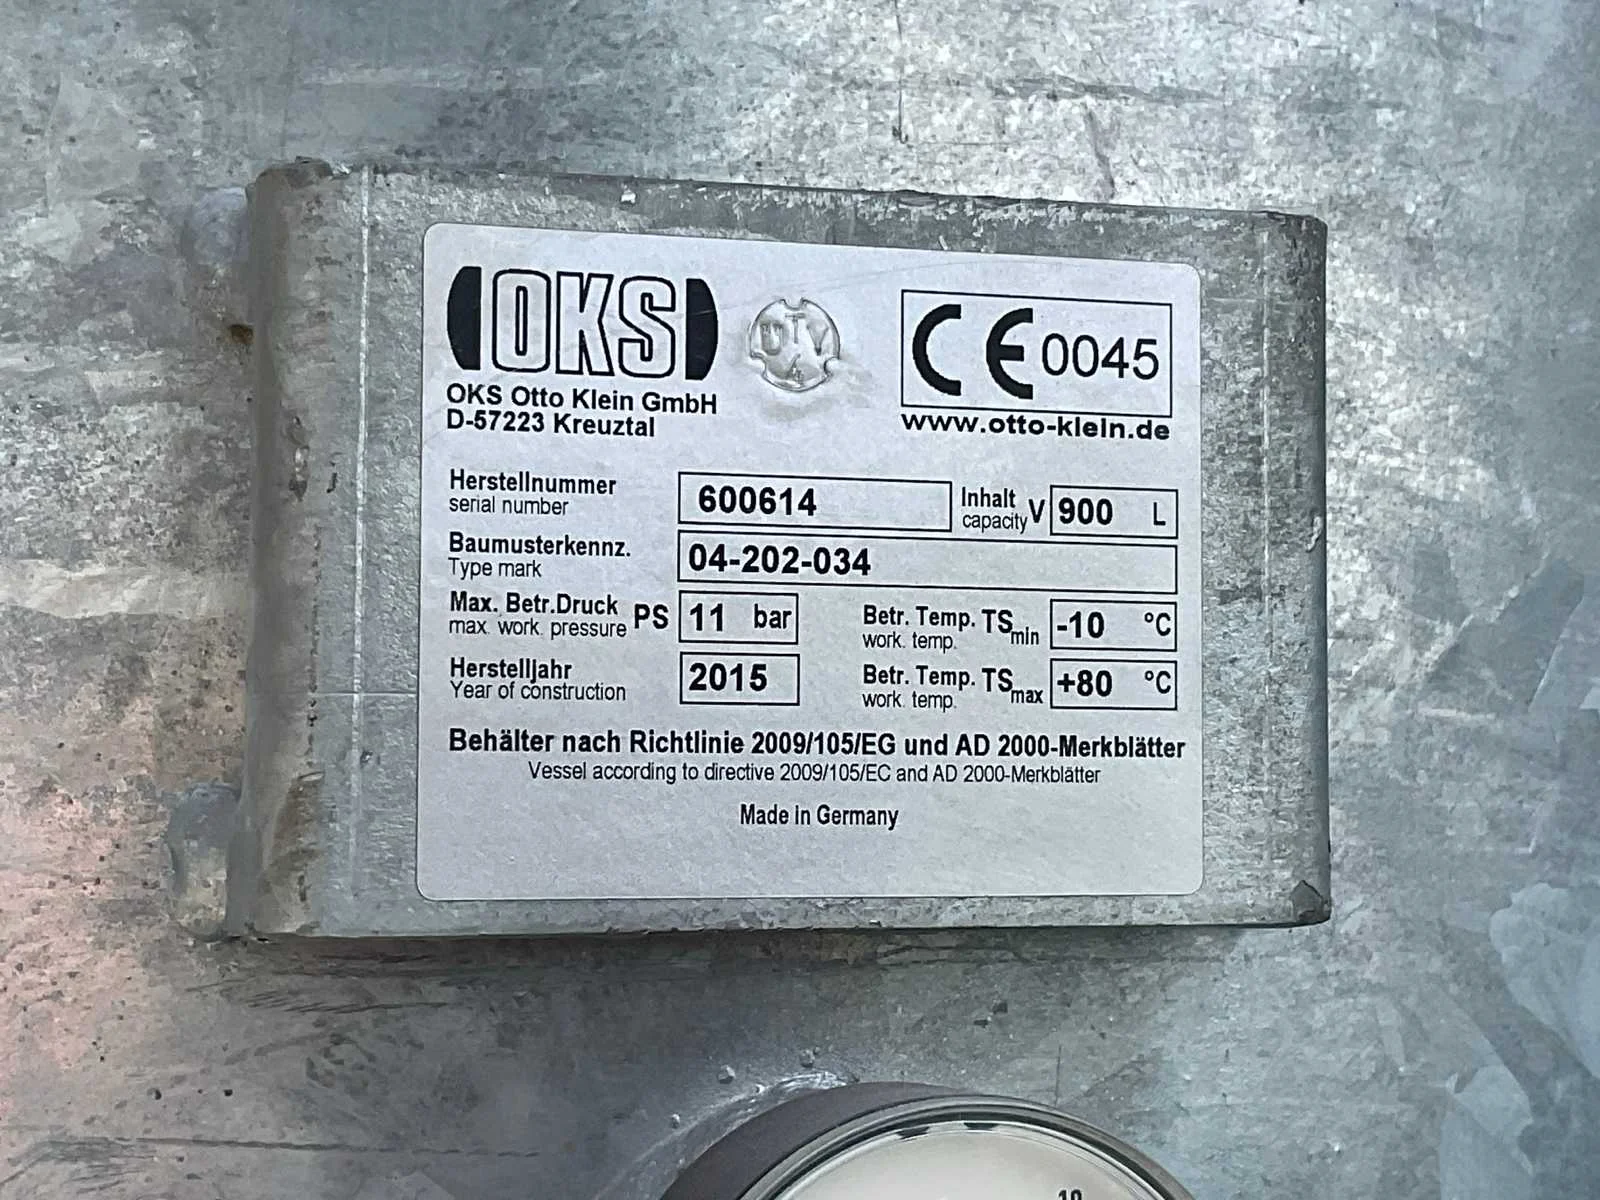 OKS
TÜV
4
CE 0045
OKS Otto Klein GmbH
D-57223 Kreuztal
www.otto-klein.de
Herstellnummer
serial number
600614
Inhalt
capacity
V 900 L
Baumusterkennz.
Type mark
04-202-034
Max. Betr.Druck
max. work. pressure
PS 11 bar
Betr. Temp. TSmin -10 °C
work. temp.
Herstelljahr
Year of construction
2015
Betr. Temp. TSmax +80 °C
work. temp.
Behälter nach Richtlinie 2009/105/EG und AD 2000-Merkblätter
Vessel according to directive 2009/105/EC and AD 2000-Merkblätter
Made in Germany
10